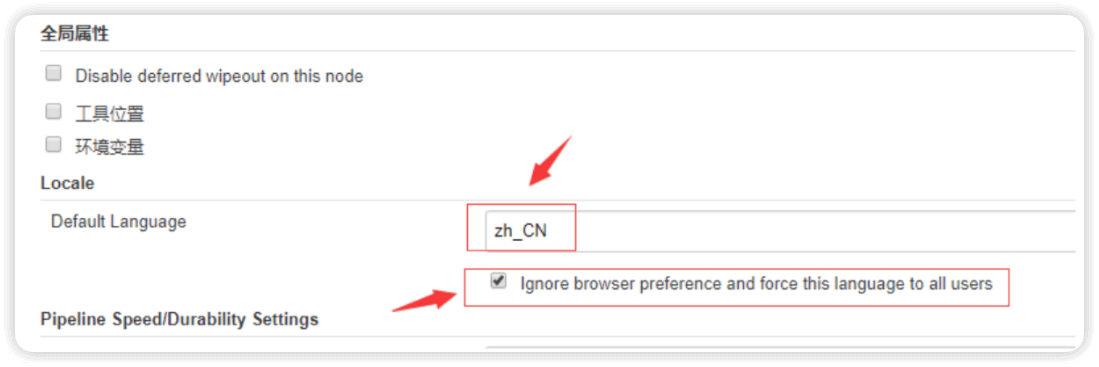 全局属性
Disable deferred wipeout on this node
工具位置
环境变量
Locale
Default Language
zh_CN
Ignore browser preference and force this language to all users
Pipeline Speed/Durability Settings